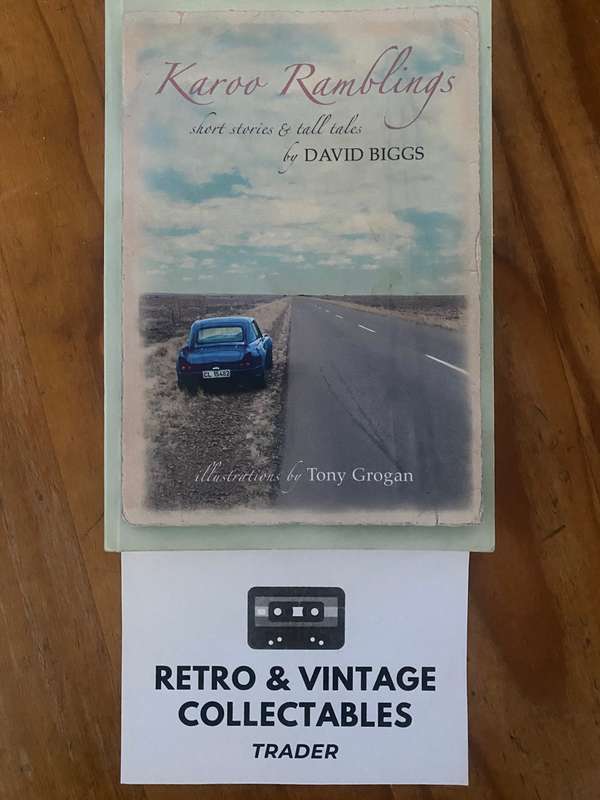 Karoo Ramblings
short stories & tall tales
by DAVID BIGGS
illustrations by Tony Grogan
RETRO & VINTAGE
COLLECTABLES
TRADER